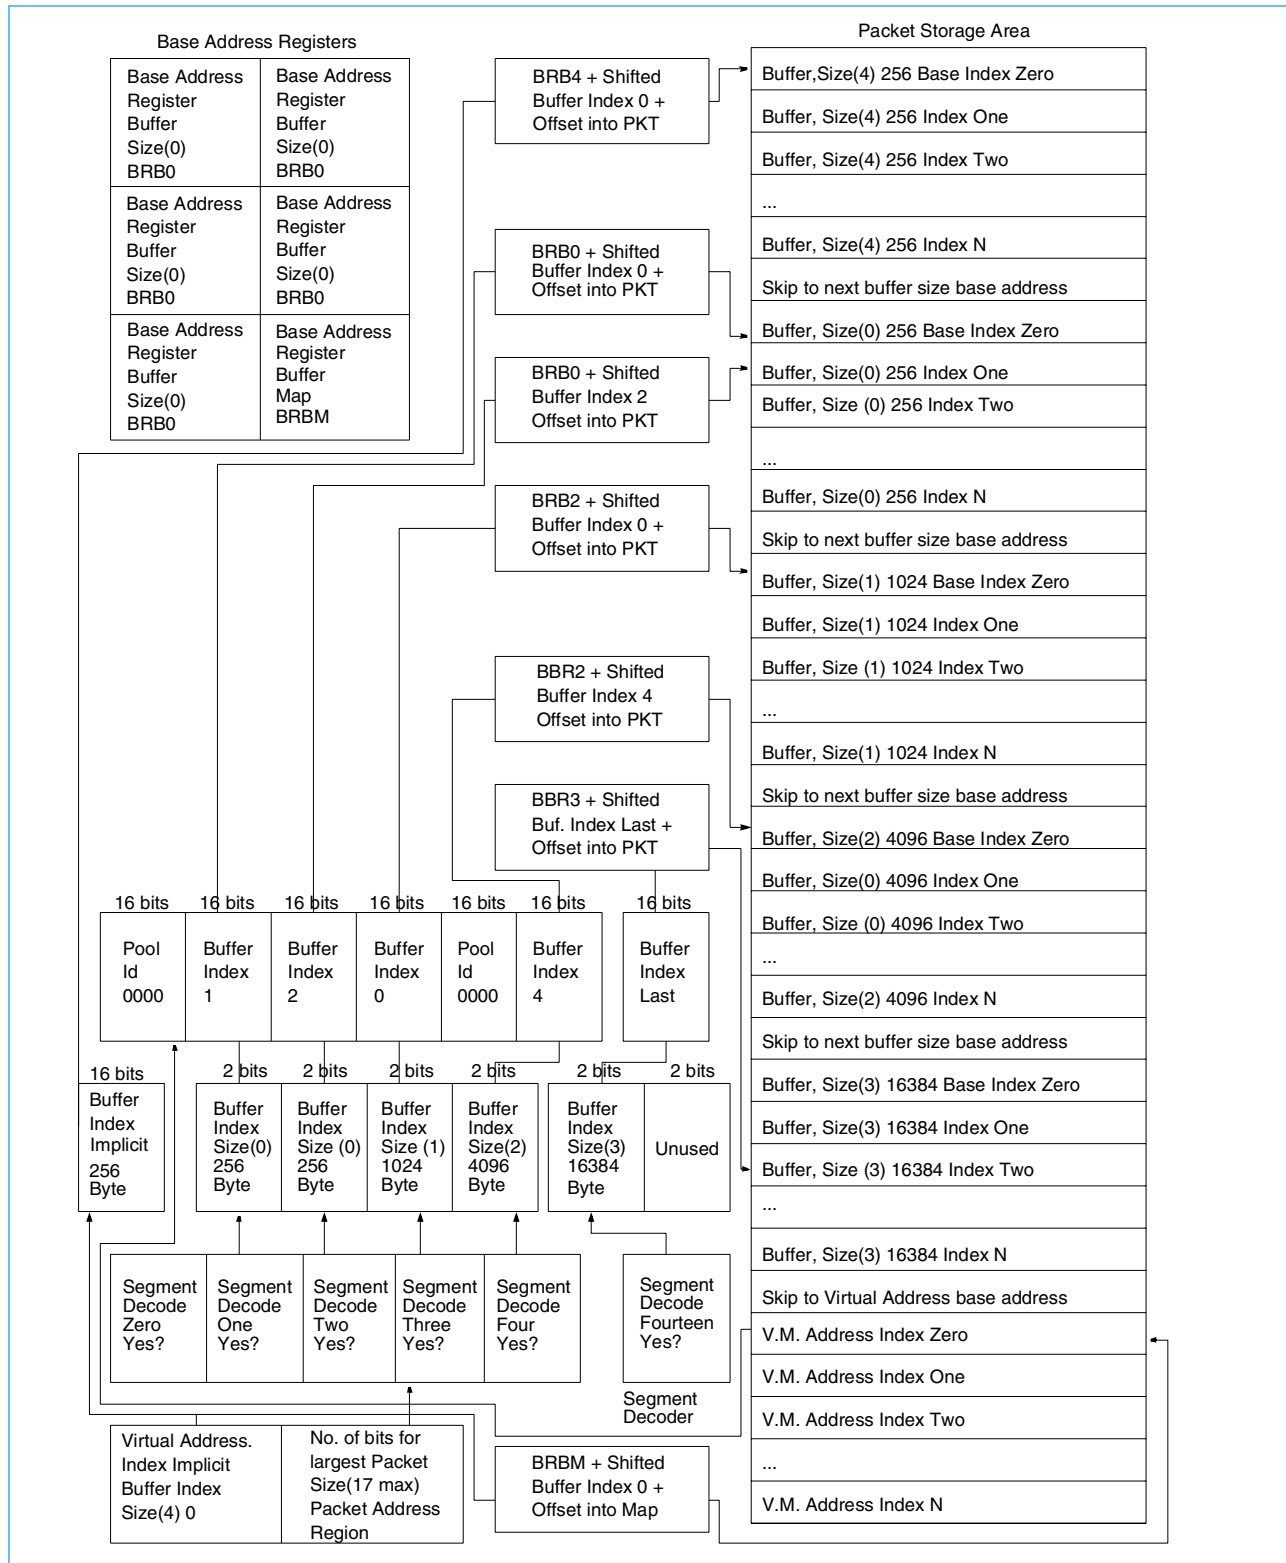 Base Address Registers
Base Address
Register
Buffer
Size(0)
BRB0
Base Address
Register
Buffer
Size(0)
BRB0
Base Address
Register
Buffer
Size(0)
BRB0
Base Address
Register
Buffer
Size(0)
BRB0
Base Address
Register
Buffer
Size(0)
BRB0
Base Address
Register
Buffer
Map
BRBM
BRB4 + Shifted
Buffer Index 0 +
Offset into PKT
BRB0 + Shifted
Buffer Index 0 +
Offset into PKT
BRB0 + Shifted
Buffer Index 2
Offset into PKT
BRB2 + Shifted
Buffer Index 0 +
Offset into PKT
BBR2 + Shifted
Buffer Index 4
Offset into PKT
BBR3 + Shifted
Buf. Index Last +
Offset into PKT
Packet Storage Area
Buffer,Size(4) 256 Base Index Zero
Buffer, Size(4) 256 Index One
Buffer, Size(4) 256 Index Two
...
Buffer, Size(4) 256 Index N
Skip to next buffer size base address
Buffer, Size(0) 256 Base Index Zero
Buffer, Size(0) 256 Index One
Buffer, Size (0) 256 Index Two
...
Buffer, Size(0) 256 Index N
Skip to next buffer size base address
Buffer, Size(1) 1024 Base Index Zero
Buffer, Size(1) 1024 Index One
Buffer, Size (1) 1024 Index Two
...
Buffer, Size(1) 1024 Index N
Skip to next buffer size base address
Buffer, Size(2) 4096 Base Index Zero
Buffer, Size(0) 4096 Index One
Buffer, Size (0) 4096 Index Two
...
Buffer, Size(2) 4096 Index N
Skip to next buffer size base address
Buffer, Size(3) 16384 Base Index Zero
Buffer, Size(3) 16384 Index One
Buffer, Size (3) 16384 Index Two
...
Buffer, Size(3) 16384 Index N
Skip to Virtual Address base address
V.M. Address Index Zero
V.M. Address Index One
V.M. Address Index Two
...
V.M. Address Index N
16 bits 16 bits 16 bits 16 bits 16 bits 16 bits 16 bits
Pool
Id
0000
Buffer
Index
1
Buffer
Index
2
Buffer
Index
0
Pool
Id
0000
Buffer
Index
4
Buffer
Index
Last
16 bits
Buffer
Index
Implicit
256
Byte
2 bits 2 bits 2 bits 2 bits 2 bits 2 bits
Buffer
Index
Size(0)
256
Byte
Buffer
Index
Size (0)
256
Byte
Buffer
Index
Size (1)
1024
Byte
Buffer
Index
Size(2)
4096
Byte
Buffer
Index
Size(3)
16384
Byte
Unused
Segment
Decode
Zero
Yes?
Segment
Decode
One
Yes?
Segment
Decode
Two
Yes?
Segment
Decode
Three
Yes?
Segment
Decode
Four
Yes?
Segment
Decode
Fourteen
Yes?
Segment
Decoder
Virtual Address.
Index Implicit
Buffer Index
Size(4) 0
No. of bits for
largest Packet
Size(17 max)
Packet Address
Region
BRBM + Shifted
Buffer Index 0 +
Offset into Map